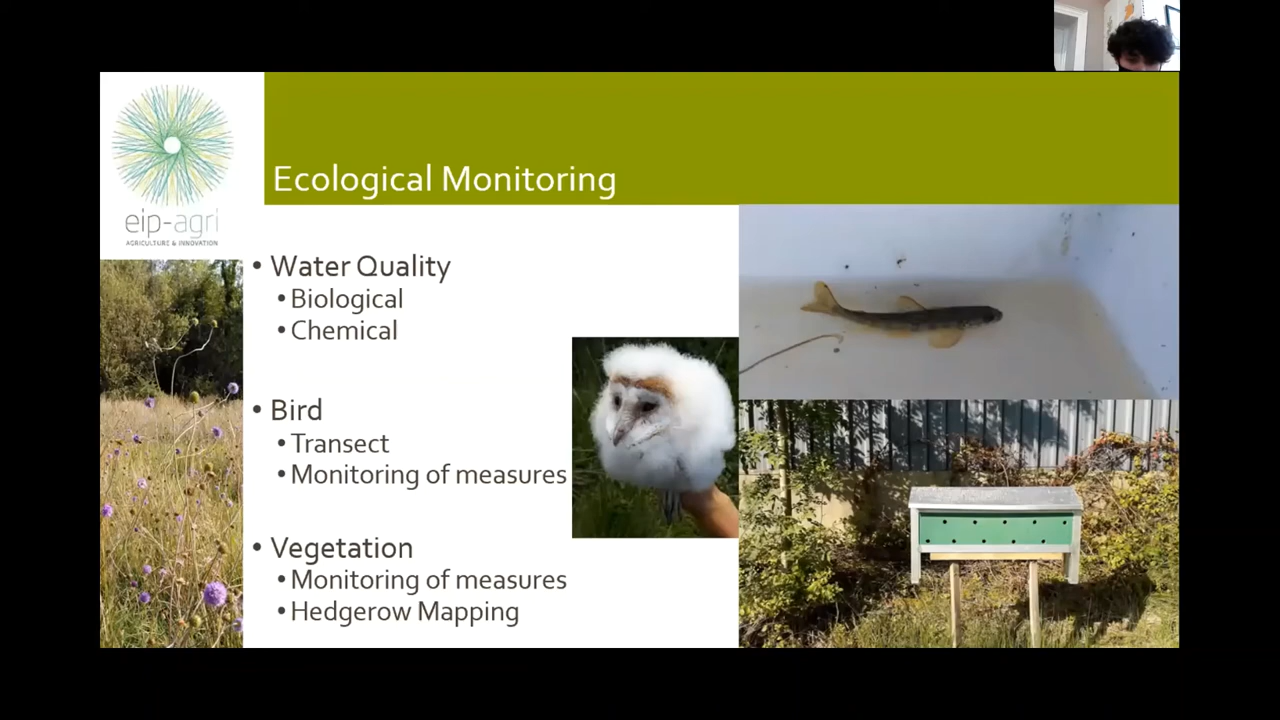 eip-agri
AGRICULTURE & INNOVATION
Ecological Monitoring
• Water Quality
• Biological
• Chemical
• Bird
• Transect
• Monitoring of measures
• Vegetation
• Monitoring of measures
• Hedgerow Mapping